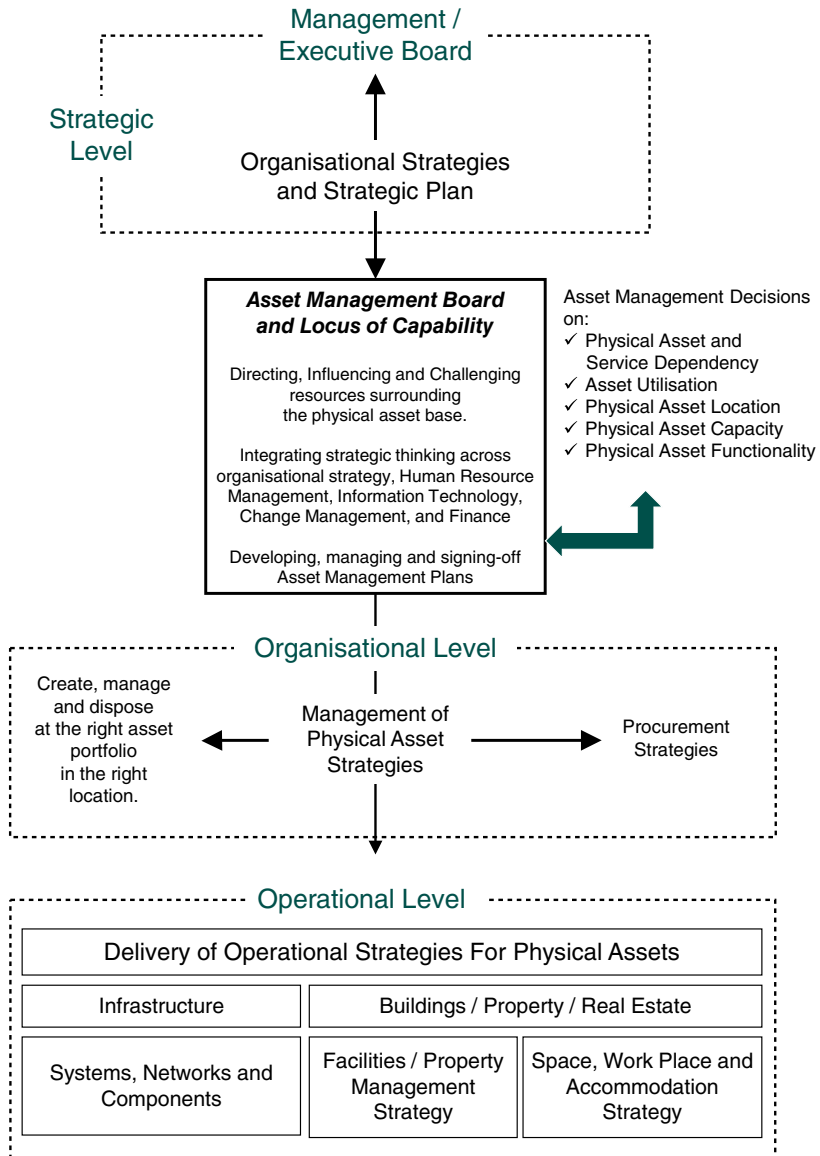 Management /
Executive Board
Strategic
Level
Organisational Strategies
and Strategic Plan
Asset Management Board
and Locus of Capability
Directing, Influencing and Challenging
resources surrounding
the physical asset base.
Integrating strategic thinking across
organisational strategy, Human Resource
Management, Information Technology,
Change Management, and Finance
Developing, managing and signing-off
Asset Management Plans
Asset Management Decisions
on:
✓ Physical Asset and
Service Dependency
✓ Asset Utilisation
✓ Physical Asset Location
✓ Physical Asset Capacity
✓ Physical Asset Functionality
Organisational Level
Create, manage
and dispose
at the right asset
portfolio
in the right
location.
Management of
Physical Asset
Strategies
Procurement
Strategies
Operational Level
Delivery of Operational Strategies For Physical Assets
Infrastructure
Buildings / Property / Real Estate
Systems, Networks and
Components
Facilities / Property
Management
Strategy
Space, Work Place and
Accommodation
Strategy